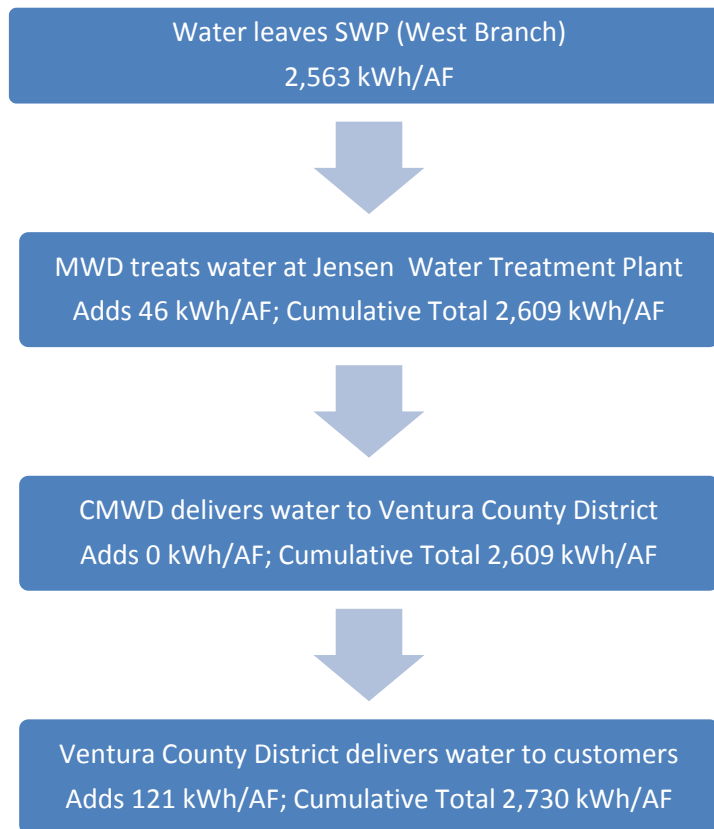 Water leaves SWP (West Branch)
2,563 kWh/AF
MWD treats water at Jensen Water Treatment Plant
Adds 46 kWh/AF; Cumulative Total 2,609 kWh/AF
CMWD delivers water to Ventura County District
Adds 0 kWh/AF; Cumulative Total 2,609 kWh/AF
Ventura County District delivers water to customers
Adds 121 kWh/AF; Cumulative Total 2,730 kWh/AF